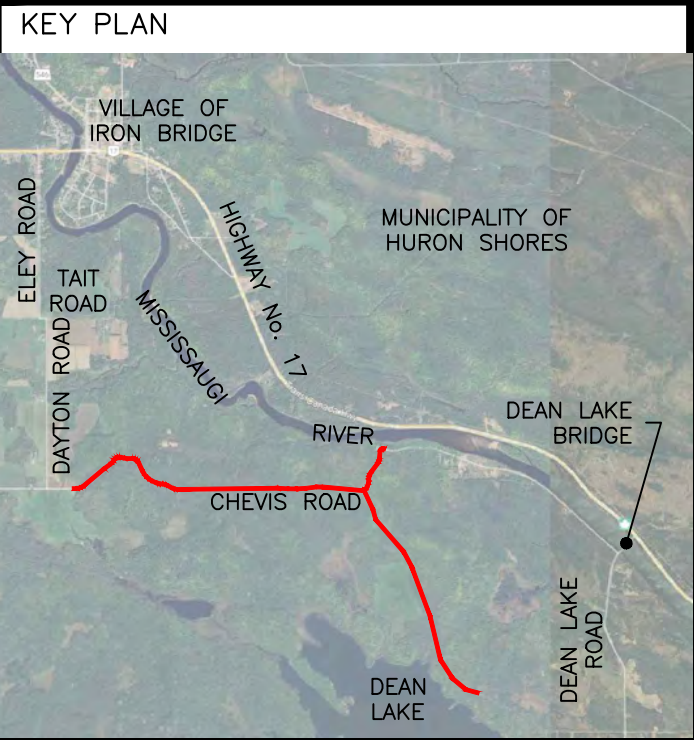 KEY PLAN
VILLAGE OF
IRON BRIDGE
ELEY ROAD
HIGHWAY No. 17
MUNICIPALITY OF
HURON SHORES
TAIT
ROAD
MISSISSAUGI
RIVER
DAYTON ROAD
DEAN LAKE
BRIDGE
CHEVIS ROAD
DEAN LAKE
ROAD
DEAN
LAKE